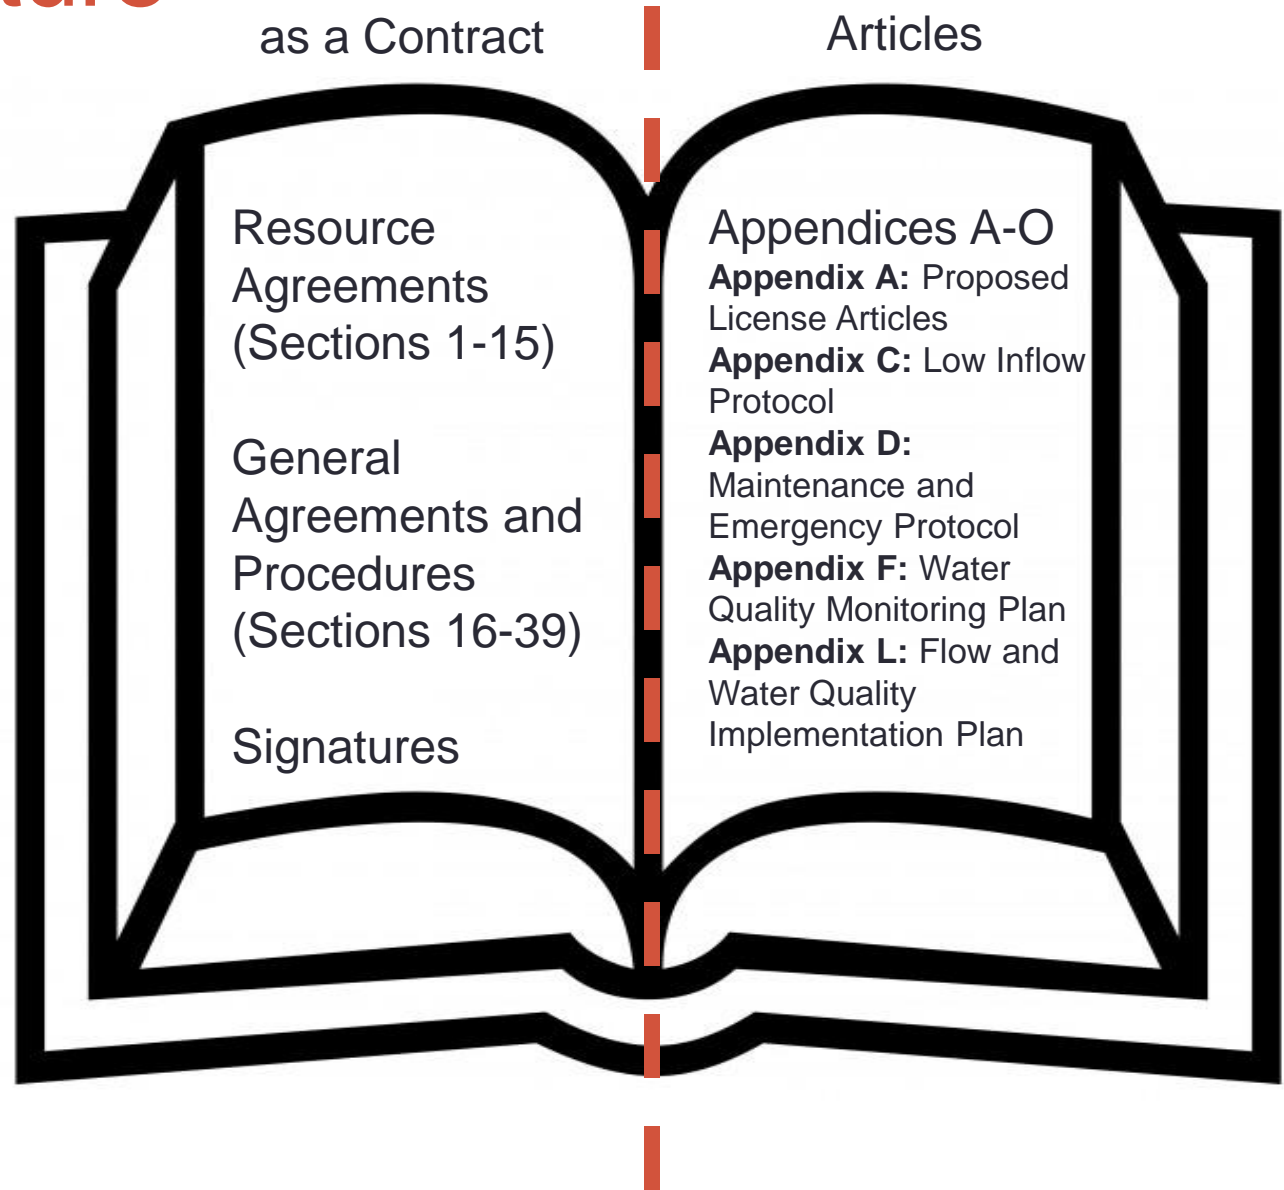 as a Contract
Resource
Agreements
(Sections 1-15)
General
Agreements and
Procedures
(Sections 16-39)
Signatures
Articles
Appendices A-O
Appendix A: Proposed
License Articles
Appendix C: Low Inflow
Protocol
Appendix D:
Maintenance and
Emergency Protocol
Appendix F: Water
Quality Monitoring Plan
Appendix L: Flow and
Water Quality
Implementation Plan